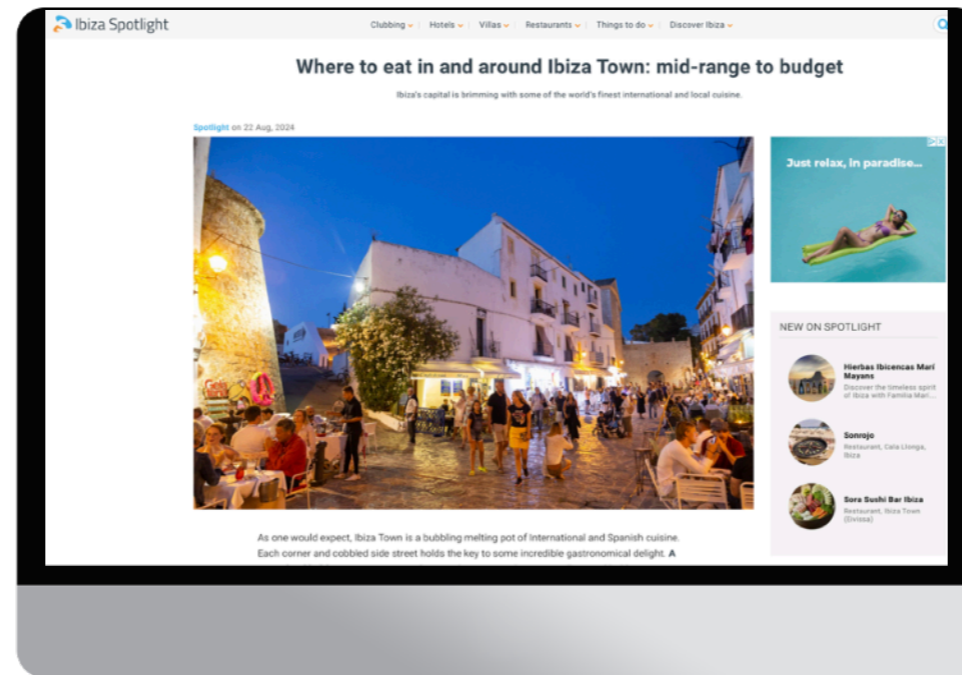 Ibiza Spotlight
Clubbing Hotels Villas Restaurants Things to do Discover Ibiza
Where to eat in and around Ibiza Town: mid-range to budget
Ibiza's capital is brimming with some of the world's finest international and local cuisine.
Spotlight on 22 Aug, 2024
Just relax, in paradise...
NEW ON SPOTLIGHT
Hierbas Ibicencas Marí
Mayans
Discover the timeless spirit
of Ibiza with Familia Marí...
Sonrojo
Restaurant, Cala Llonga,
Ibiza
Sora Sushi Bar Ibiza
Restaurant, Ibiza Town
(Eivissa)
As one would expect, Ibiza Town is a bubbling melting pot of International and Spanish cuisine.
Each corner and cobbled side street holds the key to some incredible gastronomical delight. A